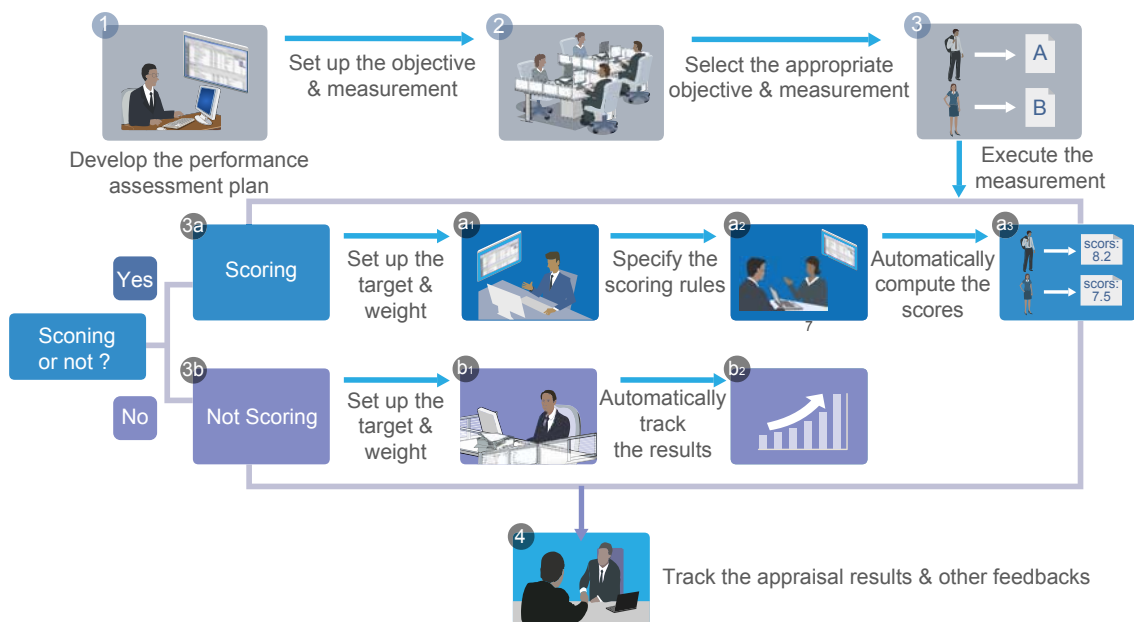 1
Set up the objective
& measurement
2
Select the appropriate
objective & measurement
3
A
B
Develop the performance
assessment plan
Execute the
measurement
3a
Scoring
Set up the
target &
weight
a1
Specify the
scoring rules
a2
7
Automatically
compute the
scores
a3
scors:
8.2
scors:
7.5
Yes
Sconing
or not ?
No
3b
Not Scoring
Set up the
target &
weight
b1
Automatically
track
the results
b2
4
Track the appraisal results & other feedbacks